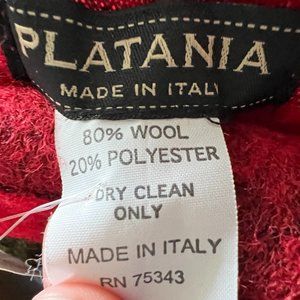 PLATANIA
MADE IN ITALY
80% WOOL
20% POLYESTER
DRY CLEAN
ONLY
MADE IN ITALY
RN 75343